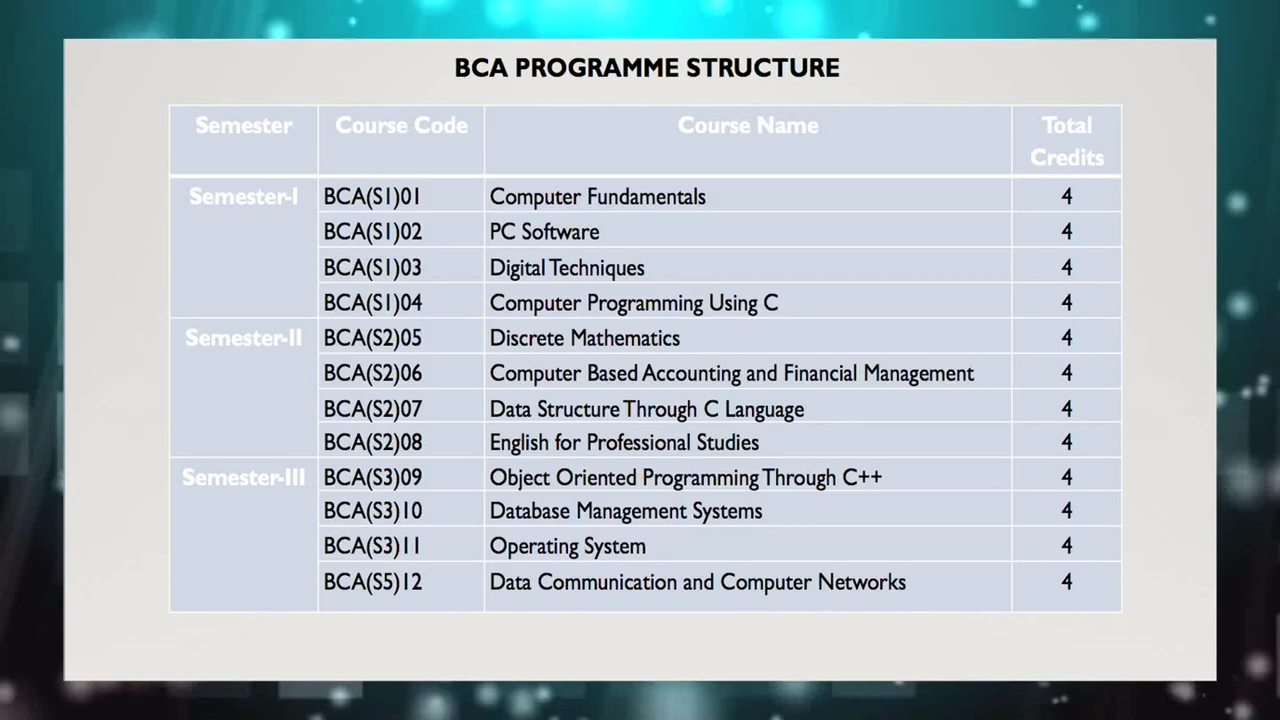 BCA PROGRAMME STRUCTURE
Semester Course Code Course Name Total Credits
Semester-I BCA(S1)01 Computer Fundamentals 4
BCA(S1)02 PC Software 4
BCA(S1)03 Digital Techniques 4
BCA(S1)04 Computer Programming Using C 4
Semester-II BCA(S2)05 Discrete Mathematics 4
BCA(S2)06 Computer Based Accounting and Financial Management 4
BCA(S2)07 Data Structure Through C Language 4
BCA(S2)08 English for Professional Studies 4
Semester-III BCA(S3)09 Object Oriented Programming Through C++ 4
BCA(S3)10 Database Management Systems 4
BCA(S3)11 Operating System 4
BCA(S5)12 Data Communication and Computer Networks 4